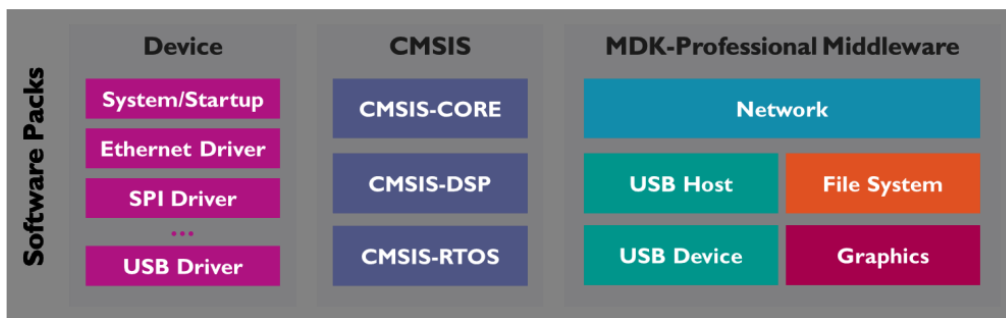 Software Packs
Device
System/Startup
Ethernet Driver
SPI Driver
...
USB Driver
CMSIS
CMSIS-CORE
CMSIS-DSP
CMSIS-RTOS
MDK-Professional Middleware
Network
USB Host
File System
USB Device
Graphics